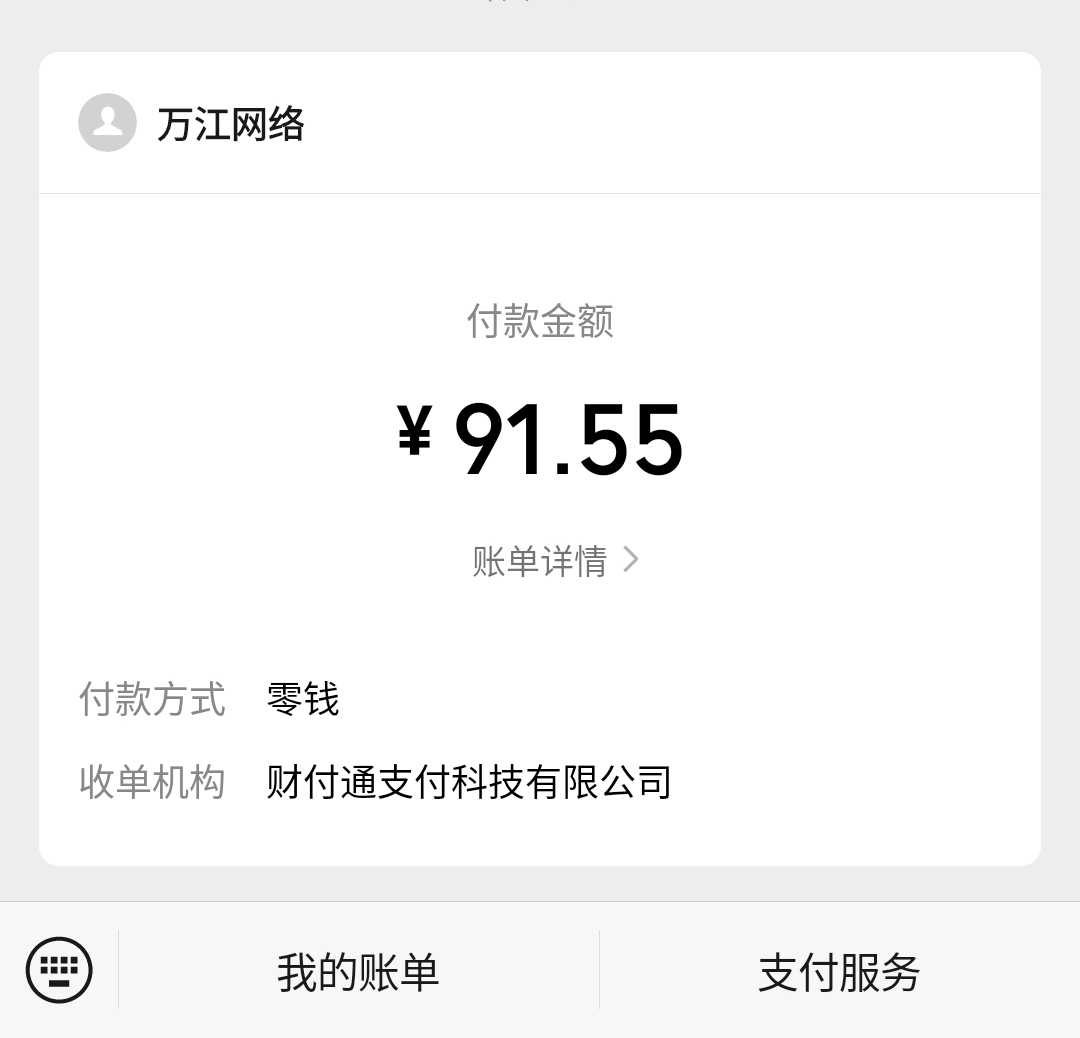 万江网络
付款金额
¥91.55
账单详情
付款方式 零钱
收单机构 财付通支付科技有限公司
我的账单 支付服务